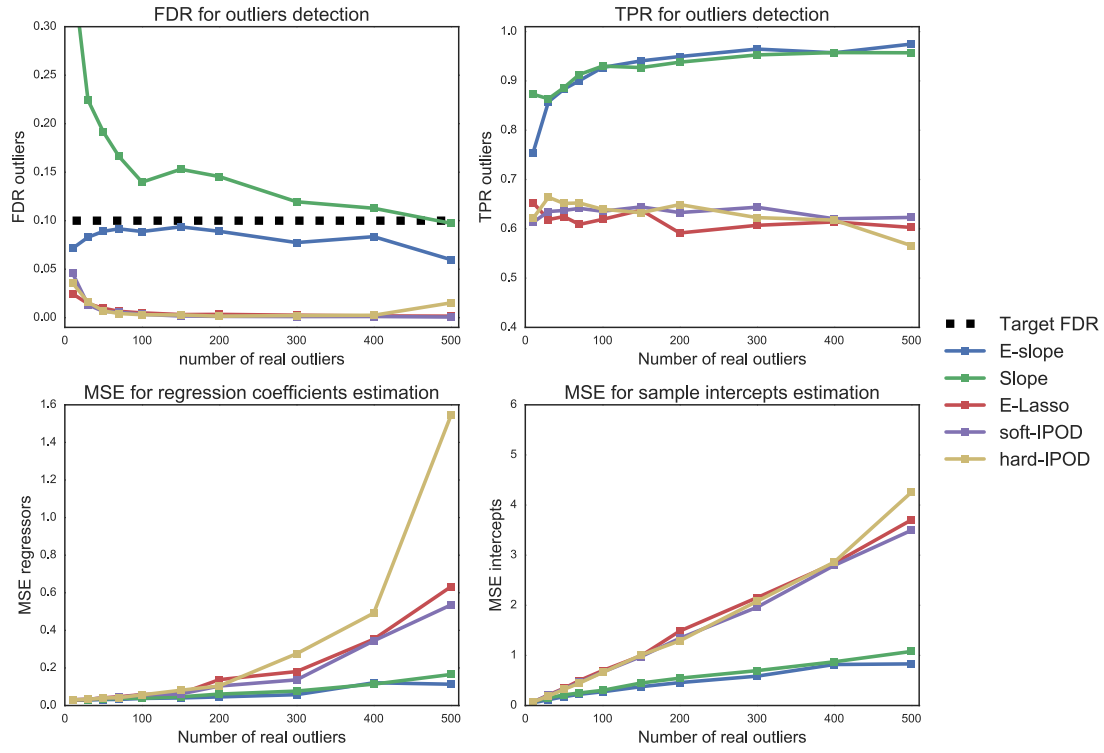 FDR for outliers detection
0.30
0.25
0.20
0.15
0.10
0.05
0.00
FDR outliers
0 100 200 300 400 500
number of real outliers
TPR for outliers detection
1.0
0.9
0.8
0.7
0.6
0.5
0.4
TPR outliers
0 100 200 300 400 500
Number of real outliers
MSE for regression coefficients estimation
1.6
1.4
1.2
1.0
0.8
0.6
0.4
0.2
0.0
MSE regressors
0 100 200 300 400 500
Number of real outliers
MSE for sample intercepts estimation
6
5
4
3
2
1
0
MSE intercepts
0 100 200 300 400 500
Number of real outliers
Target FDR
E-slope
Slope
E-Lasso
soft-IPOD
hard-IPOD